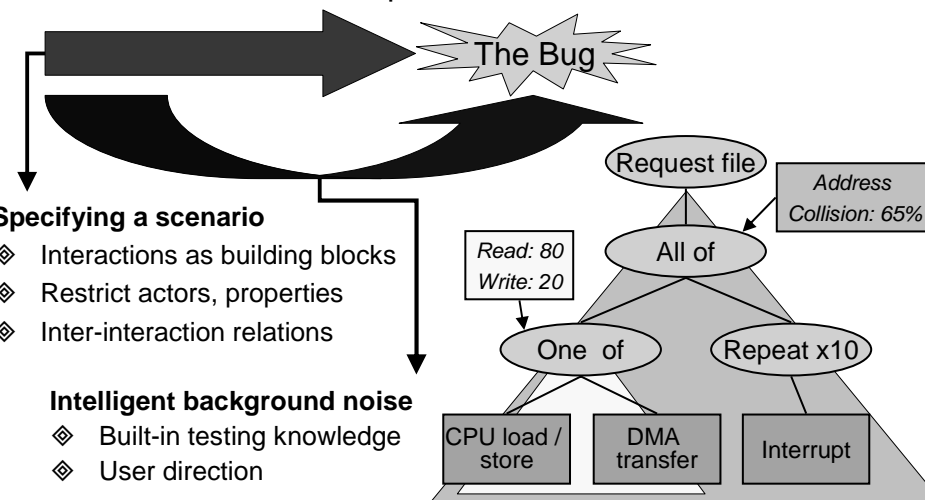 The Bug
Specifying a scenario
Interactions as building blocks
Restrict actors, properties
Inter-interaction relations
Intelligent background noise
Built-in testing knowledge
User direction
Request file
Address
Collision: 65%
All of
Read: 80
Write: 20
One of
Repeat x10
CPU load /
store
DMA
transfer
Interrupt